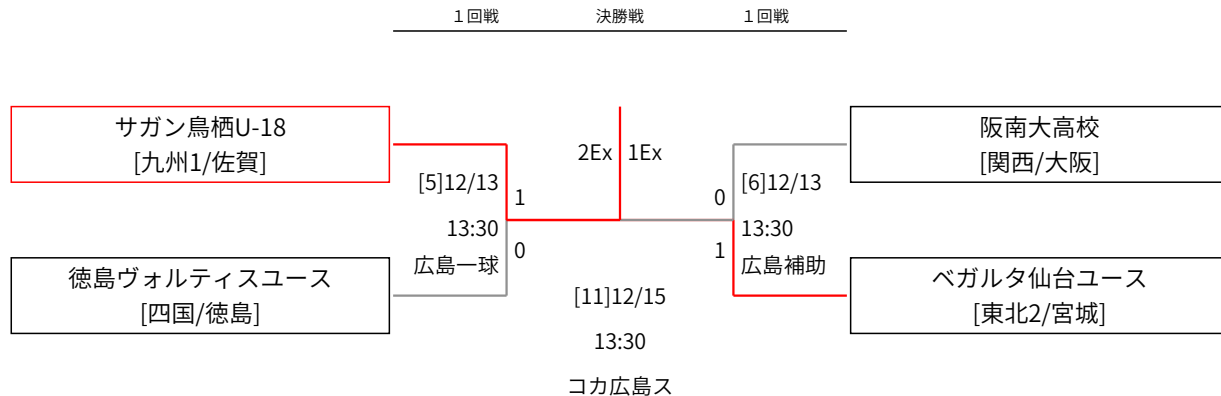 １回戦 決勝戦 １回戦
サガン鳥栖U-18
[九州1/佐賀]
徳島ヴォルティスユース
[四国/徳島]
[5]12/13
13:30
広島一球
1
0
2Ex 1Ex
[11]12/15
13:30
コカ広島ス
0
1
[6]12/13
13:30
広島補助
阪南大高校
[関西/大阪]
ベガルタ仙台ユース
[東北2/宮城]